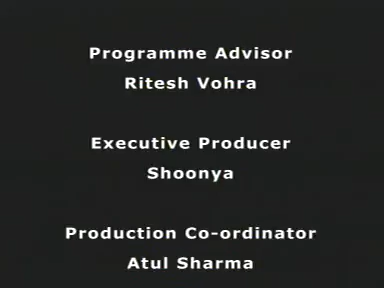 Programme Advisor
Ritesh Vohra
Executive Producer
Shoonya
Production Co-ordinator
Atul Sharma